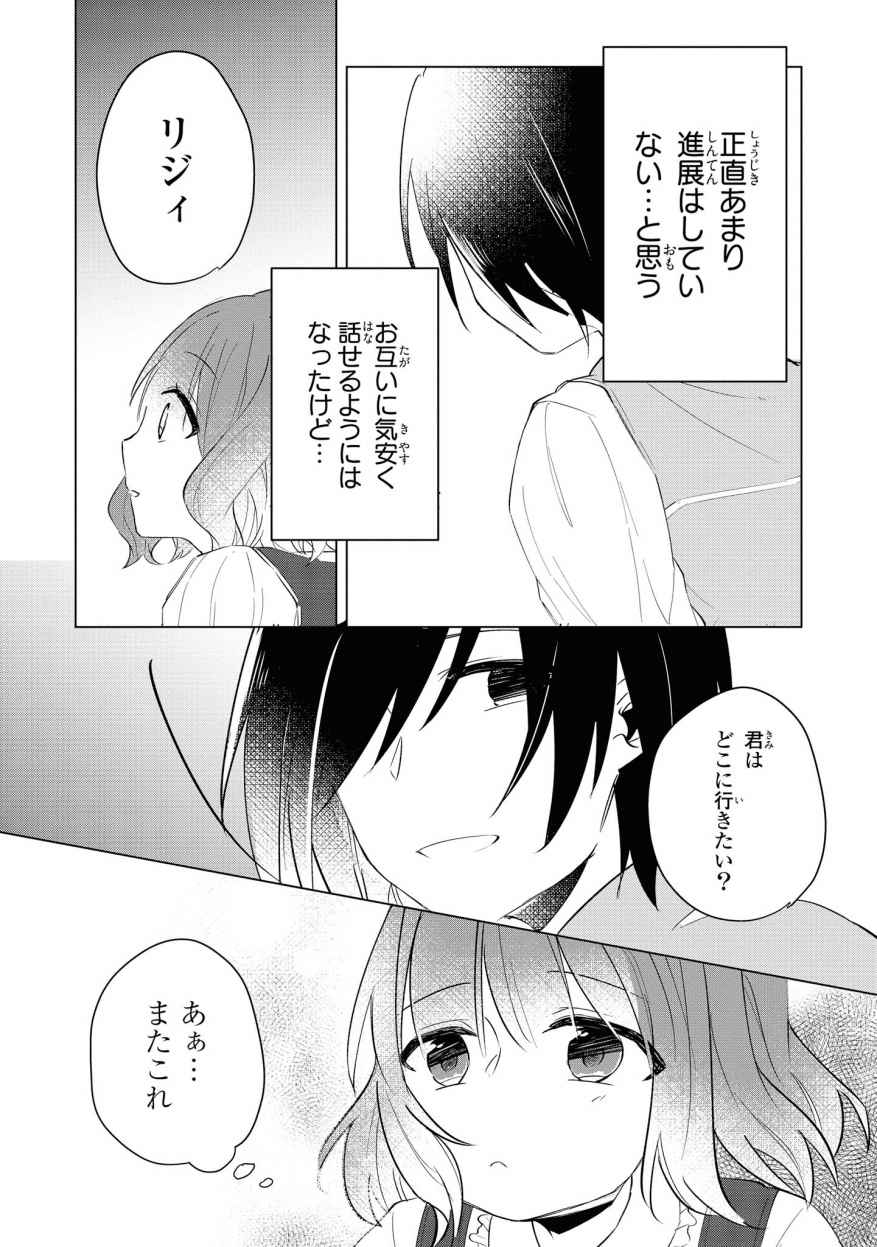 正直あまり
進展はしてい
ない…と思う
お互いに気安く
話せるようには
なったけど…
リジィ
君は
どこに行きたい?
あぁ…
またこれ